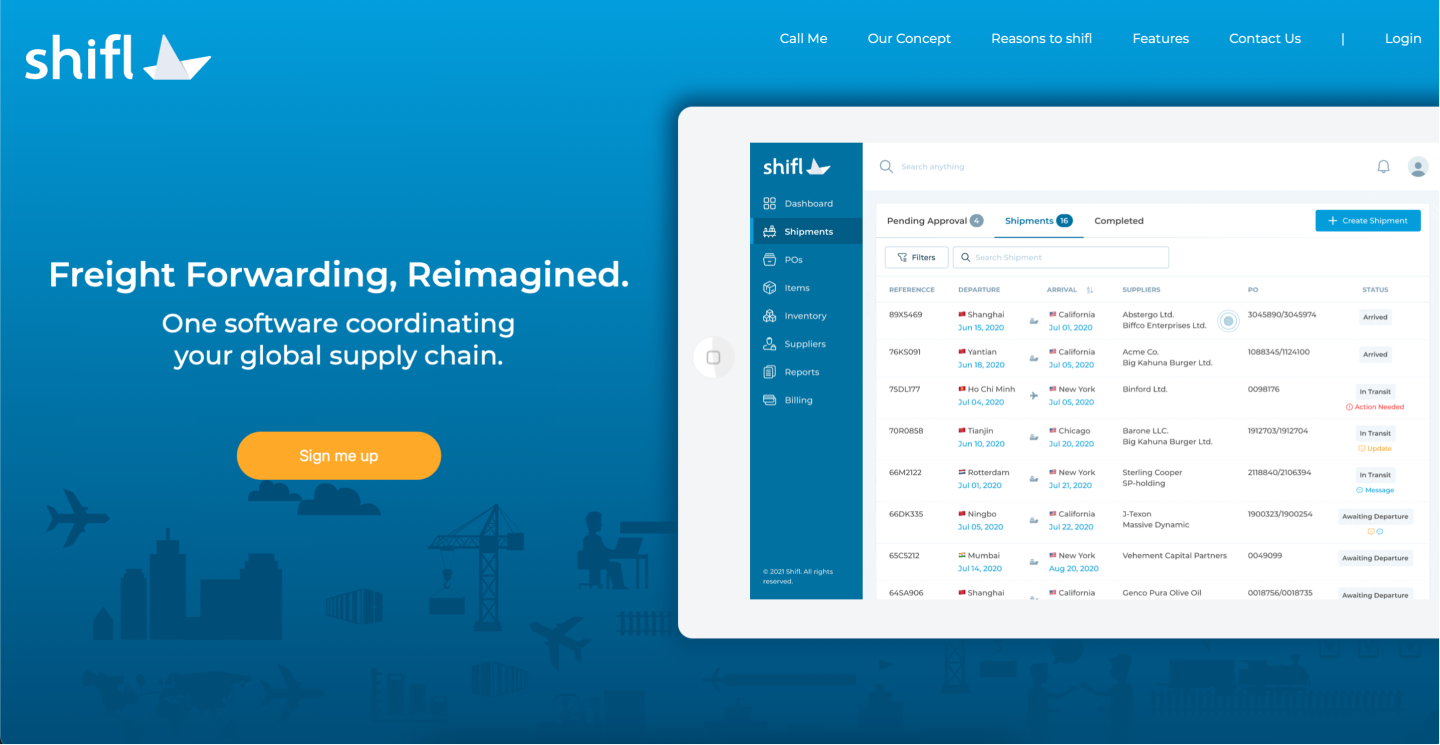 shifl
Call Me
Our Concept
Reasons to shifl
Features
Contact Us
|
Login
Freight Forwarding, Reimagined.
One software coordinating
your global supply chain.
Sign me up
shifl
Search anything
Dashboard
Shipments
POs
Items
Inventory
Suppliers
Reports
Billing
© 2021 Shifl. All rights
reserved.
Pending Approval 4
Shipments 16
Completed
+ Create Shipment
Filters
Search Shipment
REFERENCCE DEPARTURE ARRIVAL SUPPLIERS PO STATUS
89X5469 Shanghai California Abstergo Ltd. 3045890/3045974 Arrived
Jun 15, 2020 Jul 01, 2020 Biffco Enterprises Ltd.
76KS091 Yantian California Acme Co. 1088345/1124100 Arrived
Jun 18, 2020 Jul 05, 2020 Big Kahuna Burger Ltd.
75DL177 Ho Chi Minh New York Binford Ltd. 0098176 In Transit
Jul 04, 2020 Jul 05, 2020 Action Needed
70R0858 Tianjin Chicago Barone LLC. 1912703/1912704 In Transit
Jun 10, 2020 Jul 20, 2020 Big Kahuna Burger Ltd. Update
66M2122 Rotterdam New York Sterling Cooper 2118840/2106394 In Transit
Jul 01, 2020 Jul 21, 2020 SP-holding Message
66DK335 Ningbo California J-Texon 1900323/1900254 Awaiting Departure
Jul 05, 2020 Jul 22, 2020 Massive Dynamic
65C5212 Mumbai New York Vehement Capital Partners 0049099 Awaiting Departure
Jul 14, 2020 Aug 20, 2020
64SA906 Shanghai California Genco Pura Olive Oil 0018756/0018735 Awaiting Departure